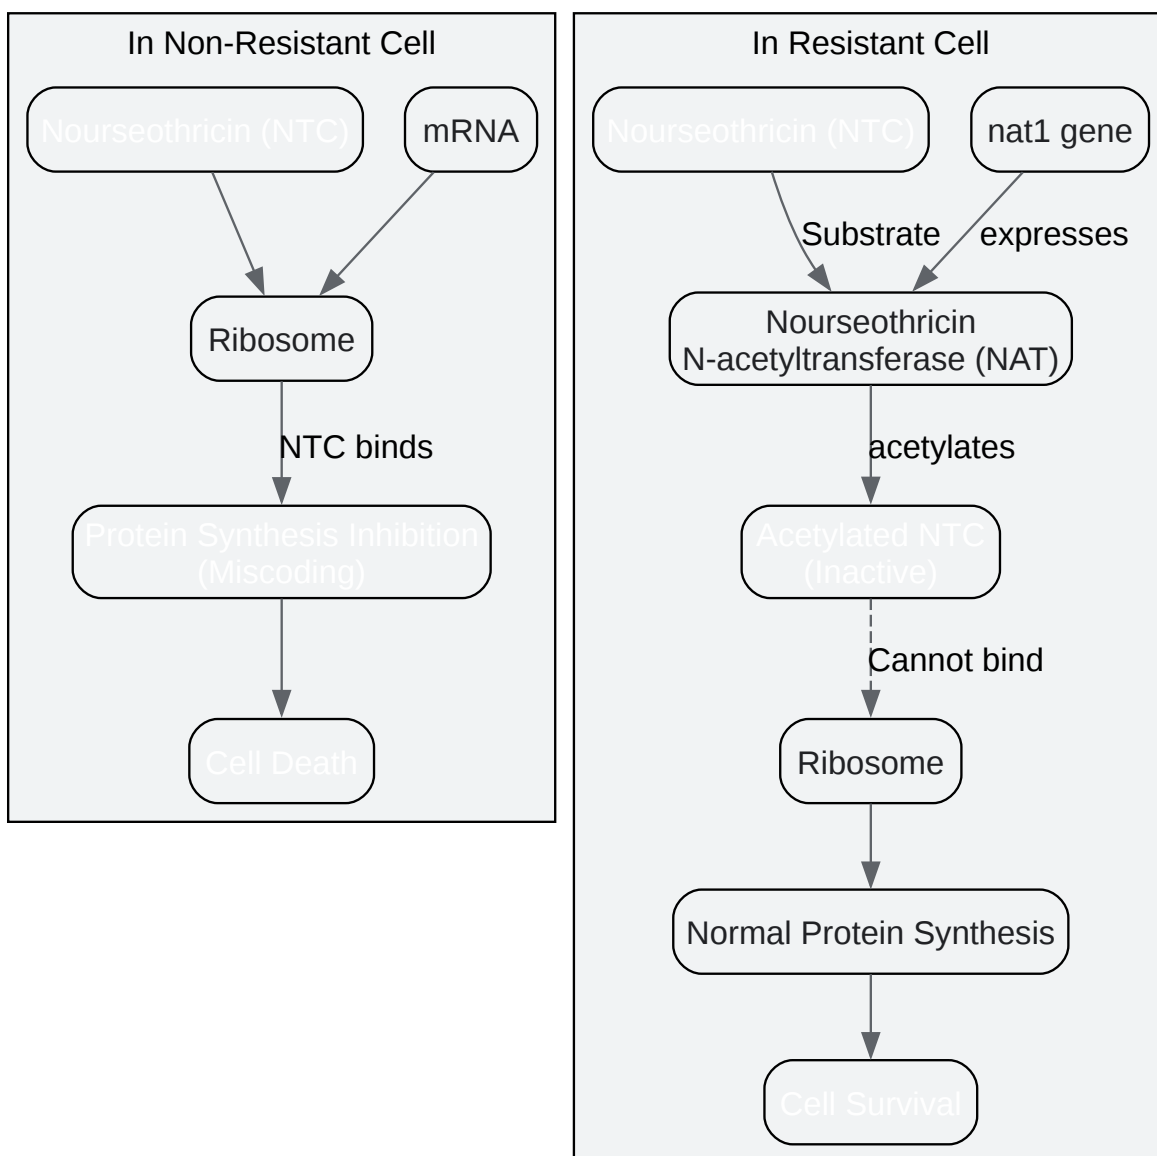 In Non-Resistant Cell
Nourseothricin (NTC)
mRNA
Ribosome
NTC binds
Protein Synthesis Inhibition
(Miscoding)
Cell Death
In Resistant Cell
Nourseothricin (NTC)
nat1 gene
Substrate
expresses
Nourseothricin
N-acetyltransferase (NAT)
acetylates
Acetylated NTC
(Inactive)
Cannot bind
Ribosome
Normal Protein Synthesis
Cell Survival